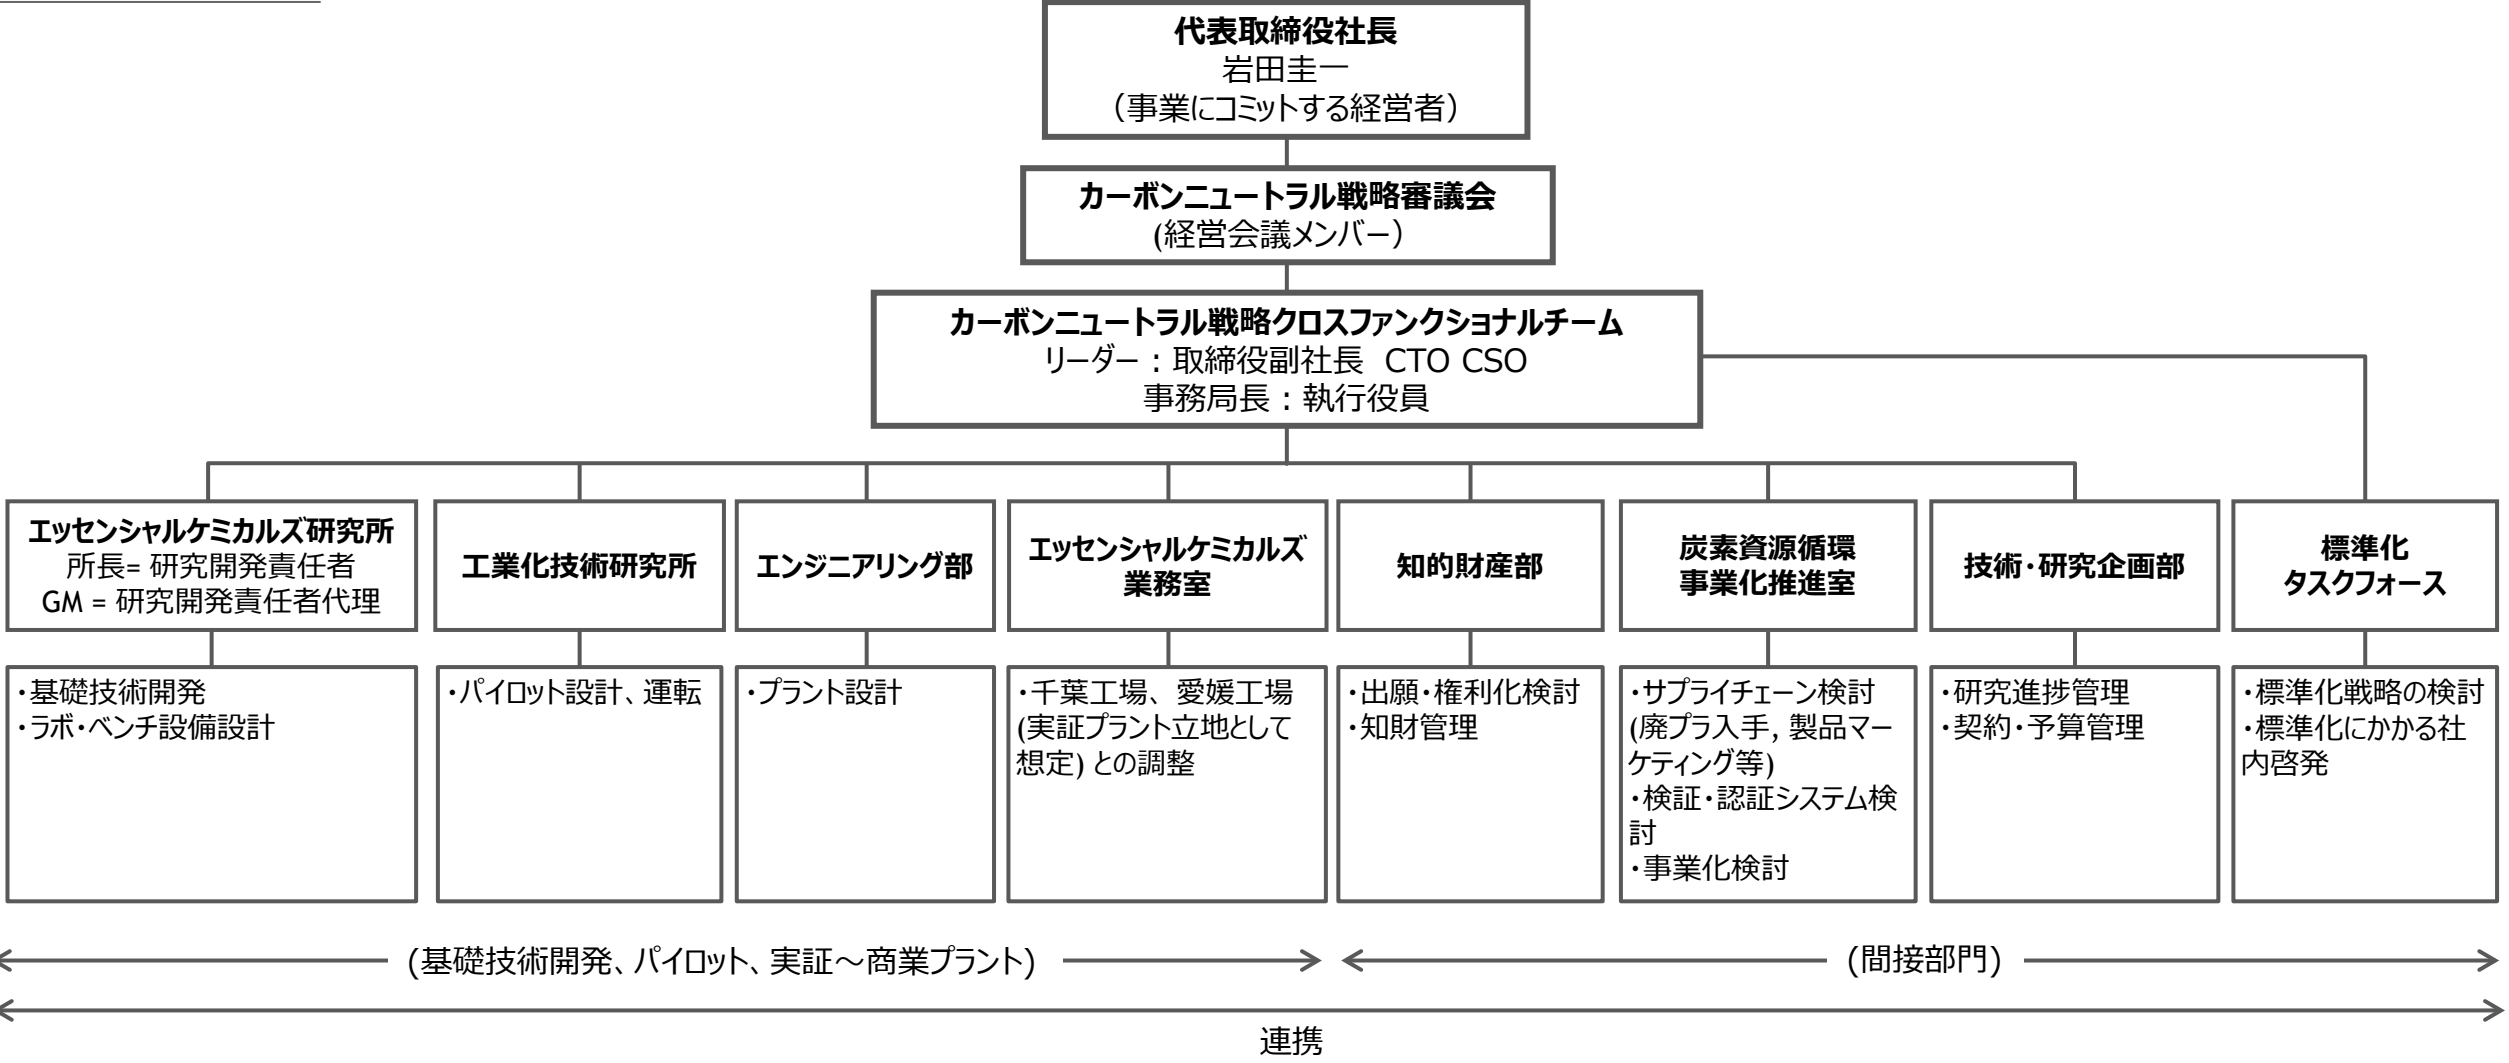 代表取締役社長
岩田圭一
（事業にコミットする経営者）
カーボンニュートラル戦略審議会
(経営会議メンバー）
カーボンニュートラル戦略クロスファンクショナルチーム
リーダー：取締役副社長 CTO CSO
事務局長：執行役員
エッセンシャルケミカルズ研究所
所長= 研究開発責任者
GM = 研究開発責任者代理
工業化技術研究所
エンジニアリング部
エッセンシャルケミカルズ
業務室
知的財産部
炭素資源循環
事業化推進室
技術・研究企画部
標準化
タスクフォース
・基礎技術開発
・ラボ・ベンチ設備設計
・パイロット設計、運転
・プラント設計
・千葉工場、愛媛工場
(実証プラント立地として
想定) との調整
・出願・権利化検討
・知財管理
・サプライチェーン検討
(廃プラ入手, 製品マー
ケティング等)
・検証・認証システム検
討
・事業化検討
・研究進捗管理
・契約・予算管理
・標準化戦略の検討
・標準化にかかる社
内啓発
(基礎技術開発、パイロット、実証～商業プラント)
(間接部門)
連携